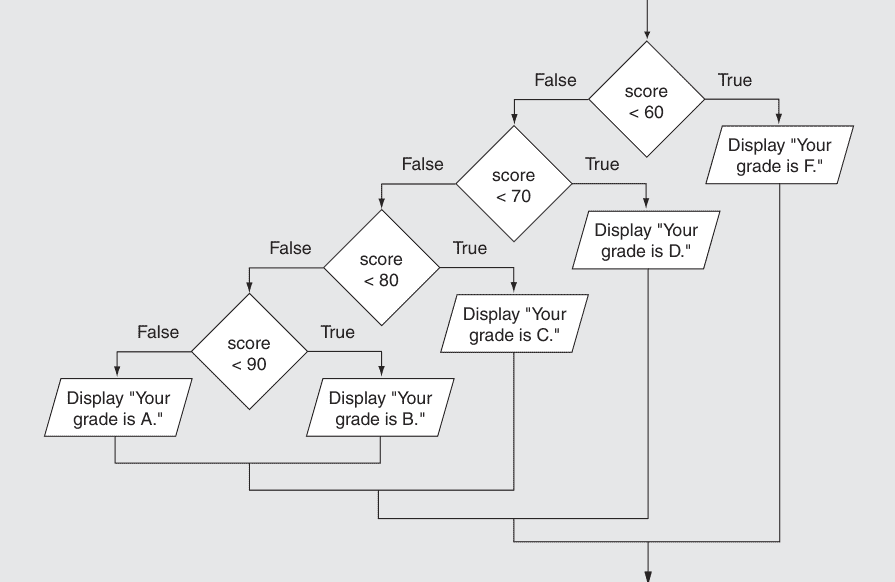 False
True
score
< 60
Display "Your
grade is F."
False
True
score
< 70
Display "Your
grade is D."
False
True
score
< 80
Display "Your
grade is C."
False
True
score
< 90
Display "Your
grade is A."
Display "Your
grade is B."